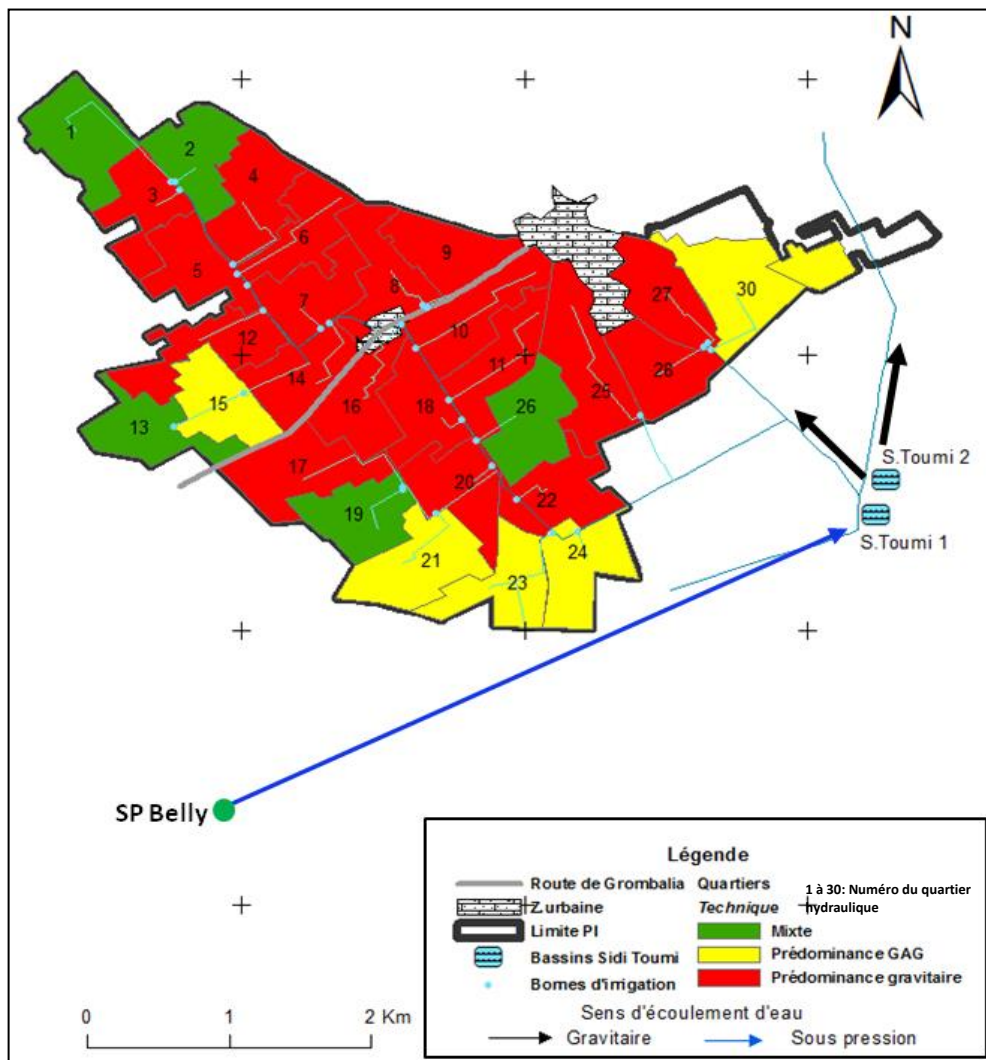 N
1
2
3
4
5
6
7
8
9
10
11
12
13
14
15
16
17
18
19
20
21
22
23
24
25
26
27
28
30
S.Toumi 2
S.Toumi 1
SP Belly
Légende
Route de Grombalia
Z.urbaine
Limite PI
Bassins Sidi Toumi
Bornes d'irrigation
Quartiers
Technique
1 à 30: Numéro du quartier
hydraulique
Mixte
Prédominance GAG
Prédominance gravitaire
Sens d'écoulement d'eau
Gravitaire
Sous pression
0 1 2 Km